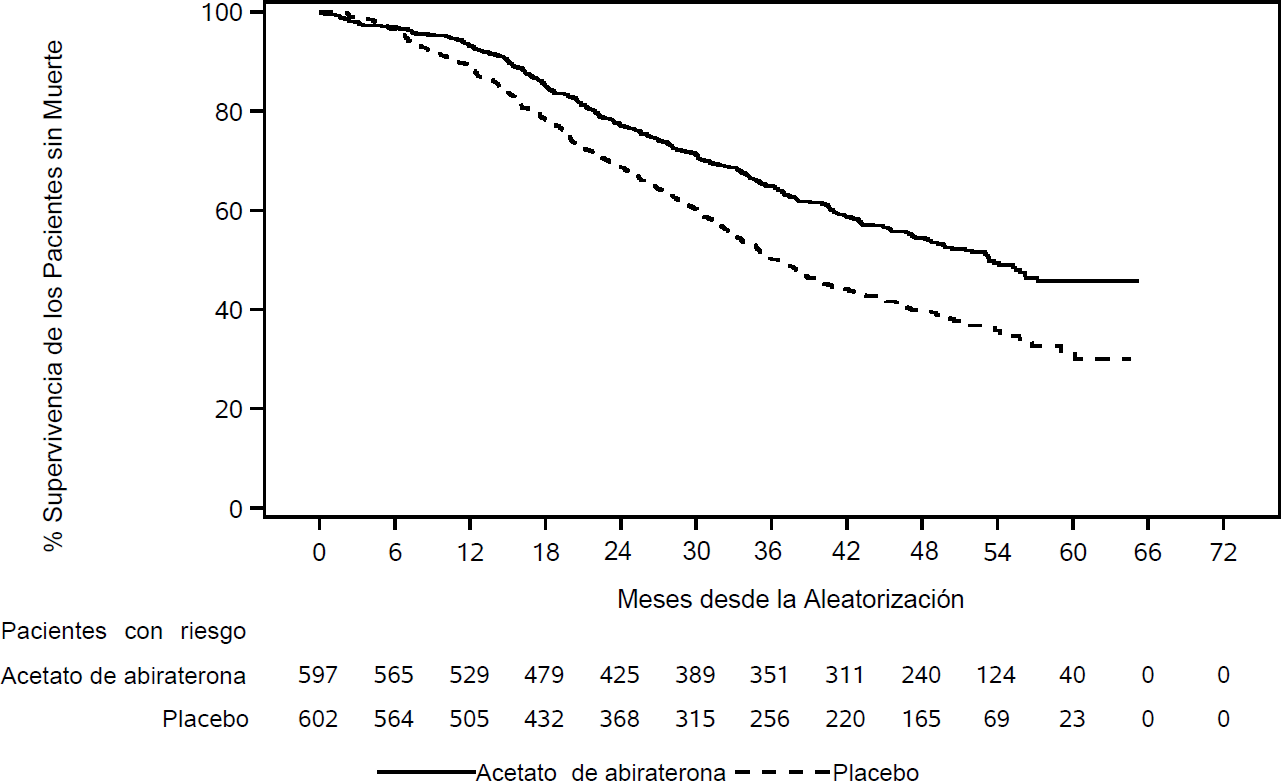 % Supervivencia de los Pacientes sin Muerte
100
80
60
40
20
0
0 6 12 18 24 30 36 42 48 54 60 66 72
Meses desde la Aleatorización
Pacientes con riesgo
Acetato de abiraterona 597 565 529 479 425 389 351 311 240 124 40 0 0
Placebo 602 564 505 432 368 315 256 220 165 69 23 0 0
Acetato de abiraterona Placebo